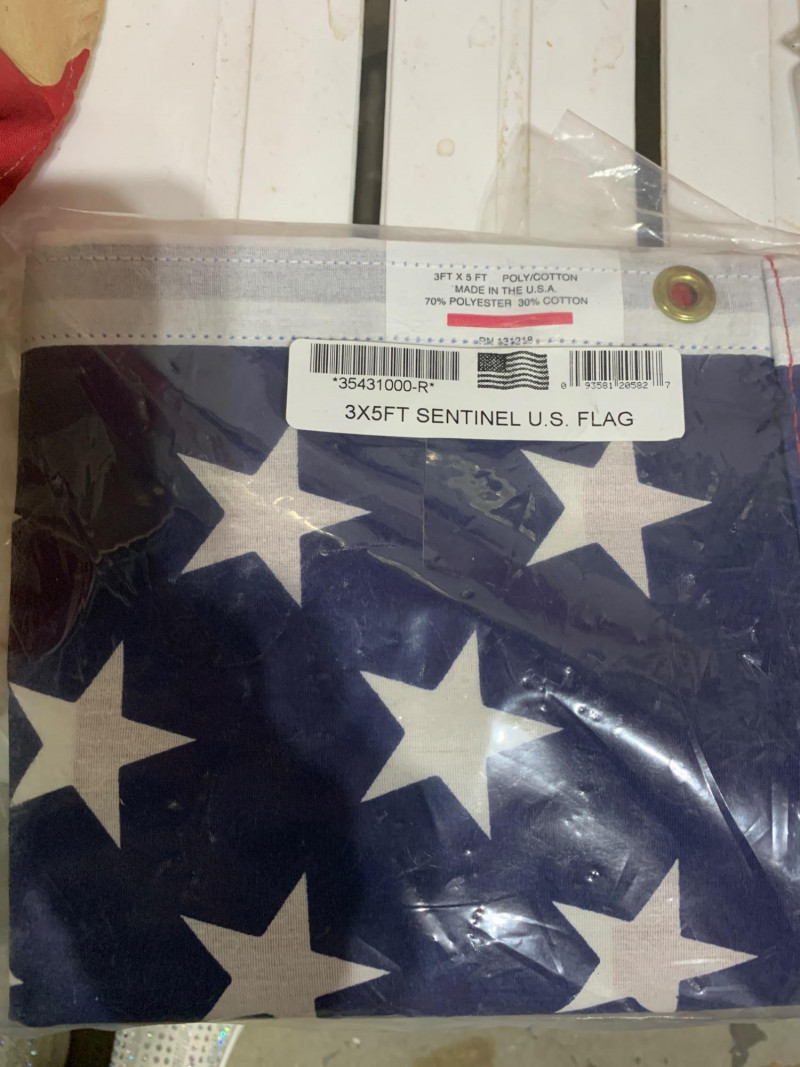 3FT X 5 FT POLY/COTTON
MADE IN THE U.S.A.
70% POLYESTER 30% COTTON
*35431000-R*
0 93581 20582 7
3X5FT SENTINEL U.S. FLAG